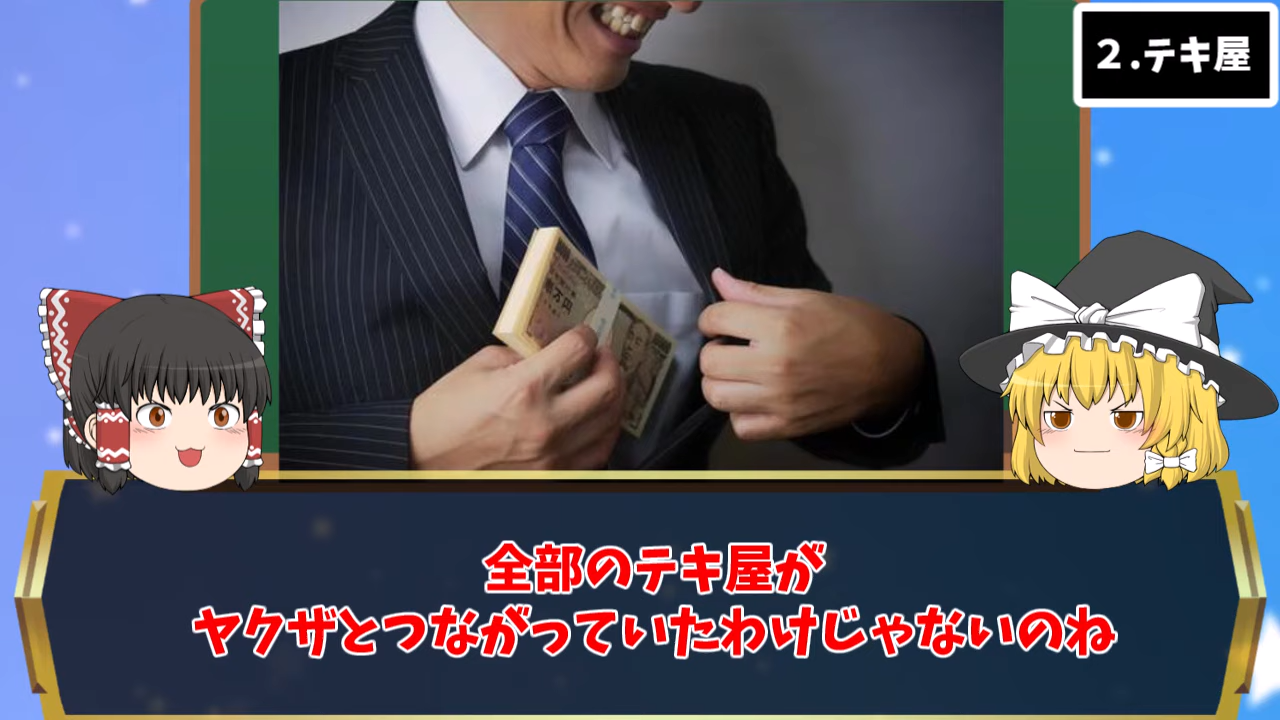 2.テキ屋
全部のテキ屋が
ヤクザとつながっていたわけじゃないのね